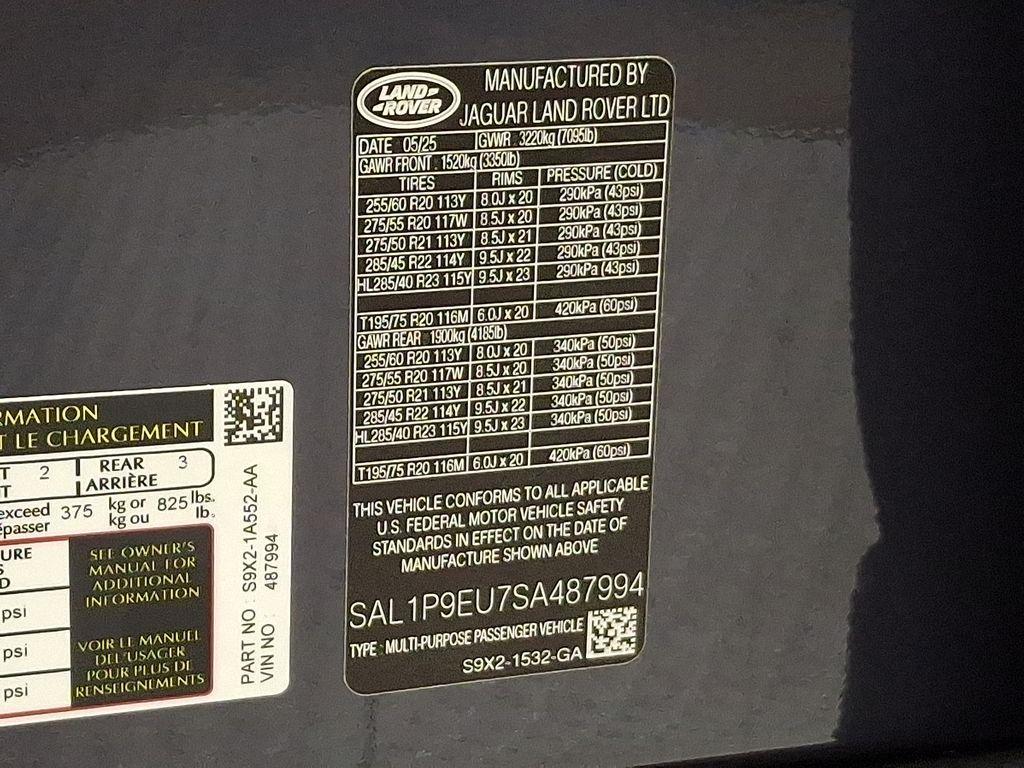 LAND-
-ROVER
MANUFACTURED BY
JAGUAR LAND ROVER LTD
DATE 05/25 GVWR 3220kg (7095lb)
GAWR FRONT 1520kg (3350lb)
TIRES RIMS PRESSURE (COLD)
255/60 R20 113Y 8.0J x 20 290kPa (43psi)
275/55 R20 117W 8.5J x 20 290kPa (43psi)
275/50 R21 113Y 8.5J x 21 290kPa (43psi)
285/45 R22 114Y 9.5J x 22 290kPa (43psi)
HL285/40 R23 115Y 9.5J x 23 290kPa (43psi)
T195/75 R20 116M 6.0J x 20 420kPa (60psi)
GAWR REAR 1900kg (4185lb)
255/60 R20 113Y 8.0J x 20 340kPa (50psi)
275/55 R20 117W 8.5J x 20 340kPa (50psi)
275/50 R21 113Y 8.5J x 21 340kPa (50psi)
285/45 R22 114Y 9.5J x 22 340kPa (50psi)
HL285/40 R23 115Y 9.5J x 23 340kPa (50psi)
T195/75 R20 116M 6.0J x 20 420kPa (60psi)
THIS VEHICLE CONFORMS TO ALL APPLICABLE
U.S. FEDERAL MOTOR VEHICLE SAFETY
STANDARDS IN EFFECT ON THE DATE OF
MANUFACTURE SHOWN ABOVE
SAL1P9EU7SA487994
TYPE : MULTI-PURPOSE PASSENGER VEHICLE
S9X2-1532-GA
RMATION
T LE CHARGEMENT
T 2 REAR 3
T ARRIÈRE
exceed 375 kg or 825 lbs.
épasser kg ou lb.
URE
S
D
psi
psi
psi
SEE OWNER'S
MANUAL FOR
ADDITIONAL
INFORMATION
VOIR LE MANUEL
DEL'USAGER
POUR PLUS DE
RENSEIGNEMENTS
PART NO : S9X2-1A552-AA
VIN NO : 487994